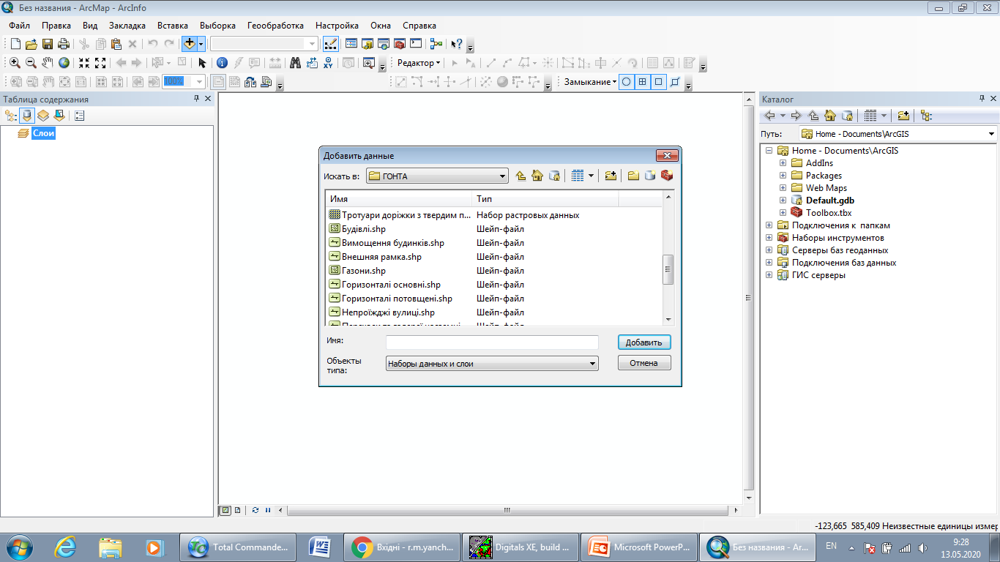 Без названия - ArcMap - ArcInfo
Файл Правка Вид Закладка Вставка Выборка Геообработка Настройка Окна Справка
Редактор
100% Замыкание
Таблица содержания
Слои
Добавить данные
Искать в: ГОНТА
Имя Тип
Тротуари доріжки з твердим п... Набор растровых данных
Будівлі.shp Шейп-файл
Вимощення будинків.shp Шейп-файл
Внешняя рамка.shp Шейп-файл
Газони.shp Шейп-файл
Горизонталі основні.shp Шейп-файл
Горизонталі потовщені.shp Шейп-файл
Непроїжджі вулиці.shp Шейп-файл
Имя: Добавить
Объекты типа: Наборы данных и слои Отмена
Каталог
Путь: Home - Documents\ArcGIS
Home - Documents\ArcGIS
AddIns
Packages
Web Maps
Default.gdb
Toolbox.tbx
Подключения к папкам
Наборы инструментов
Серверы баз геоданных
Подключения баз данных
ГИС серверы
-123,665 585,409 Неизвестные единицы измер
Total Commande... Вхідні - r.m.yanch... Digitals XE, build ... Microsoft PowerP... Без названия - Ar... EN 9:28
13.05.2020